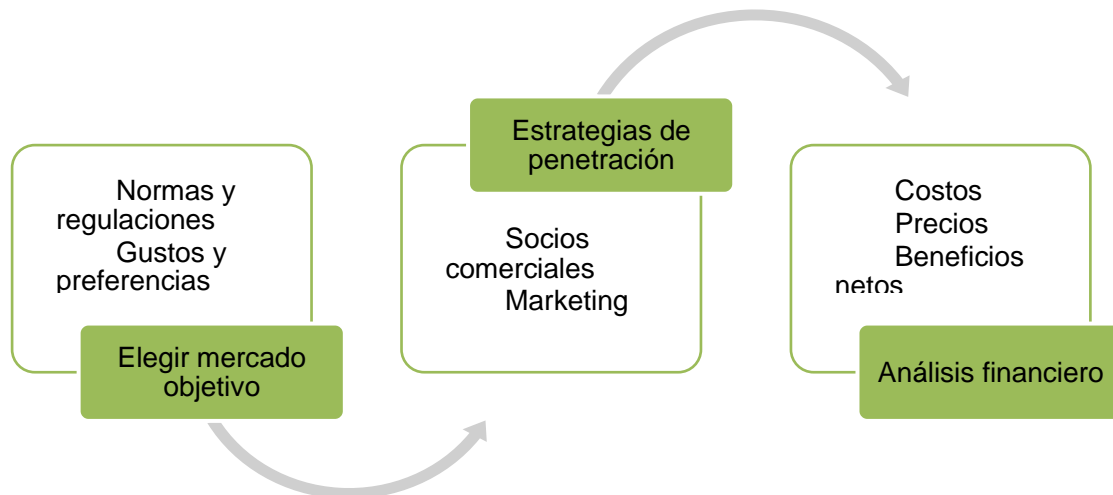 Normas y
regulaciones
Gustos y
preferencias
Elegir mercado
objetivo
Estrategias de
penetración
Socios
comerciales
Marketing
Costos
Precios
Beneficios
netos
Análisis financiero